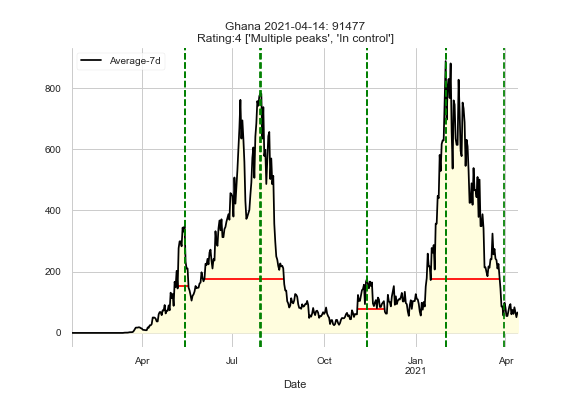 Ghana 2021-04-14: 91477
Rating:4 ['Multiple peaks', 'In control']
Average-7d
800
600
400
200
0
Apr
Jul
Oct
Jan
2021
Apr
Date